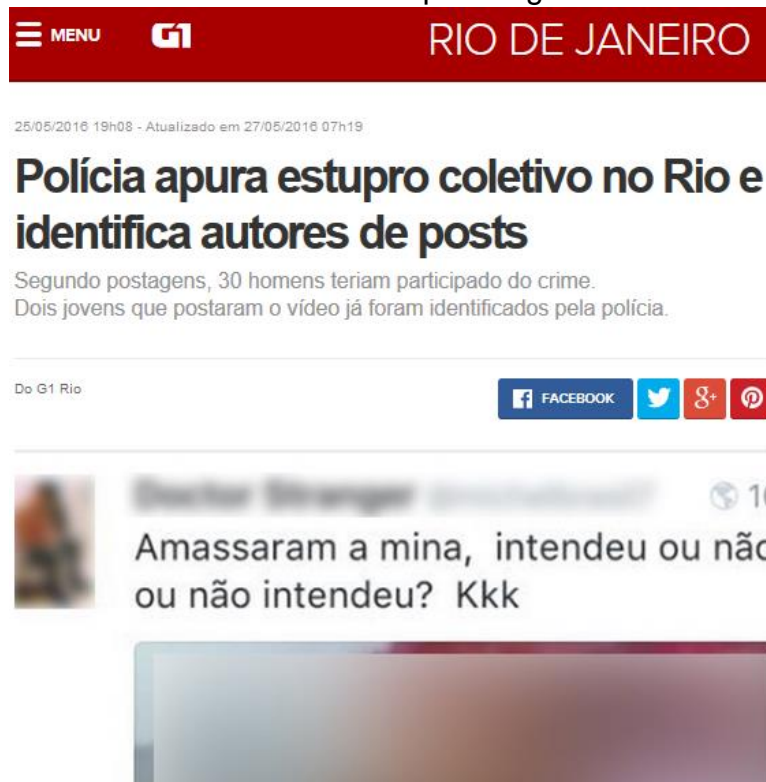 MENU G1 RIO DE JANEIRO
25/05/2016 19h08 - Atualizado em 27/05/2016 07h19
Polícia apura estupro coletivo no Rio e
identifica autores de posts
Segundo postagens, 30 homens teriam participado do crime.
Dois jovens que postaram o vídeo já foram identificados pela polícia.
Do G1 Rio FACEBOOK
Amassaram a mina, intendeu ou não
ou não intendeu? Kkk